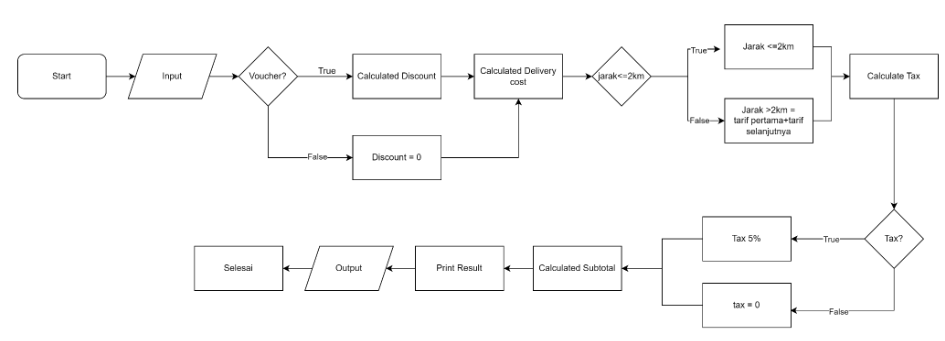 Start
Input
Voucher?
True
Calculated Discount
False
Discount = 0
Calculated Delivery
cost
jarak<=2km
True
Jarak <=2km
False
Jarak >2km =
tarif pertama+tarif
selanjutnya
Calculate Tax
Tax?
True
Tax 5%
False
tax = 0
Calculated Subtotal
Print Result
Output
Selesai